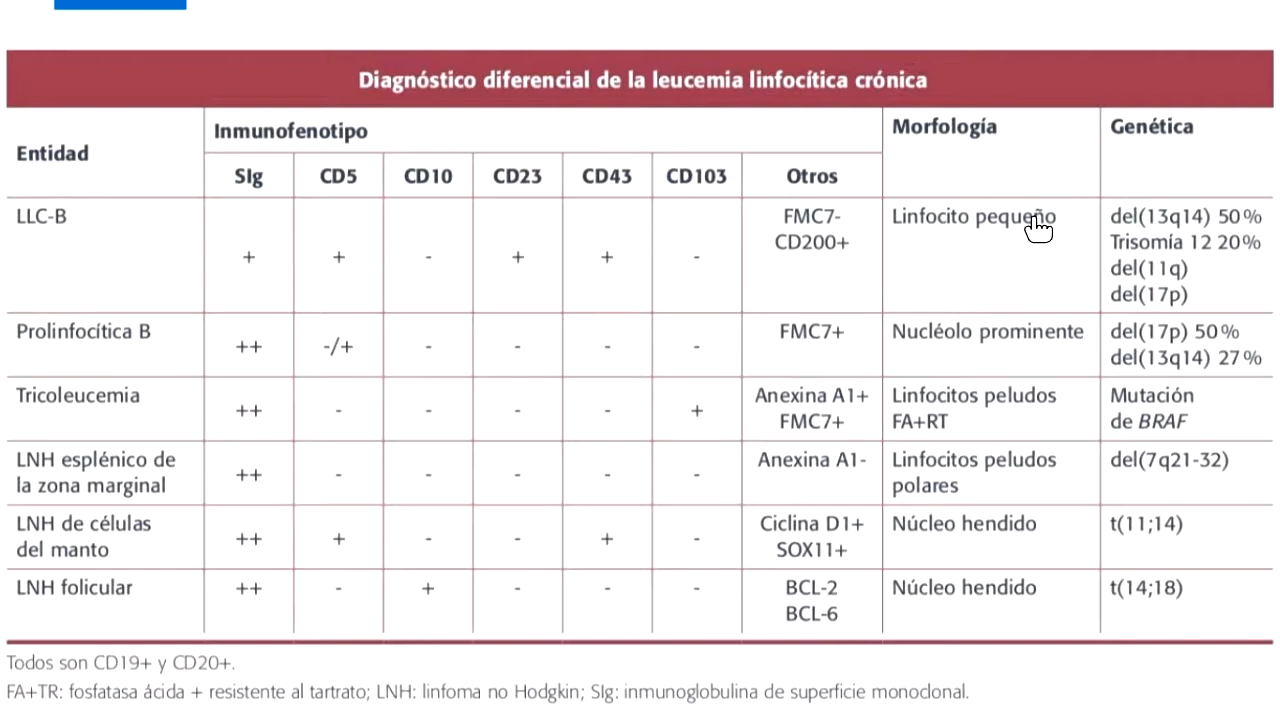 Diagnóstico diferencial de la leucemia linfocítica crónica
Entidad
Inmunofenotipo
Morfología
Genética
SIg CD5 CD10 CD23 CD43 CD103 Otros
LLC-B + + - + + - FMC7- Linfocito pequeño del(13q14) 50%
CD200+ Trisomía 12 20%
del(11q)
del(17p)
Prolinfocítica B ++ -/+ - - - - FMC7+ Nucléolo prominente del(17p) 50%
del(13q14) 27%
Tricoleucemia ++ - - - - + Anexina A1+ Linfocitos peludos Mutación
FMC7+ FA+RT de BRAF
LNH esplénico de ++ - - - - - Anexina A1- Linfocitos peludos del(7q21-32)
la zona marginal polares
LNH de células ++ + - - + - Ciclina D1+ Núcleo hendido t(11;14)
del manto SOX11+
LNH folicular ++ - + - - - BCL-2 Núcleo hendido t(14;18)
BCL-6
Todos son CD19+ y CD20+.
FA+TR: fosfatasa ácida + resistente al tartrato; LNH: linfoma no Hodgkin; SIg: inmunoglobulina de superficie monoclonal.